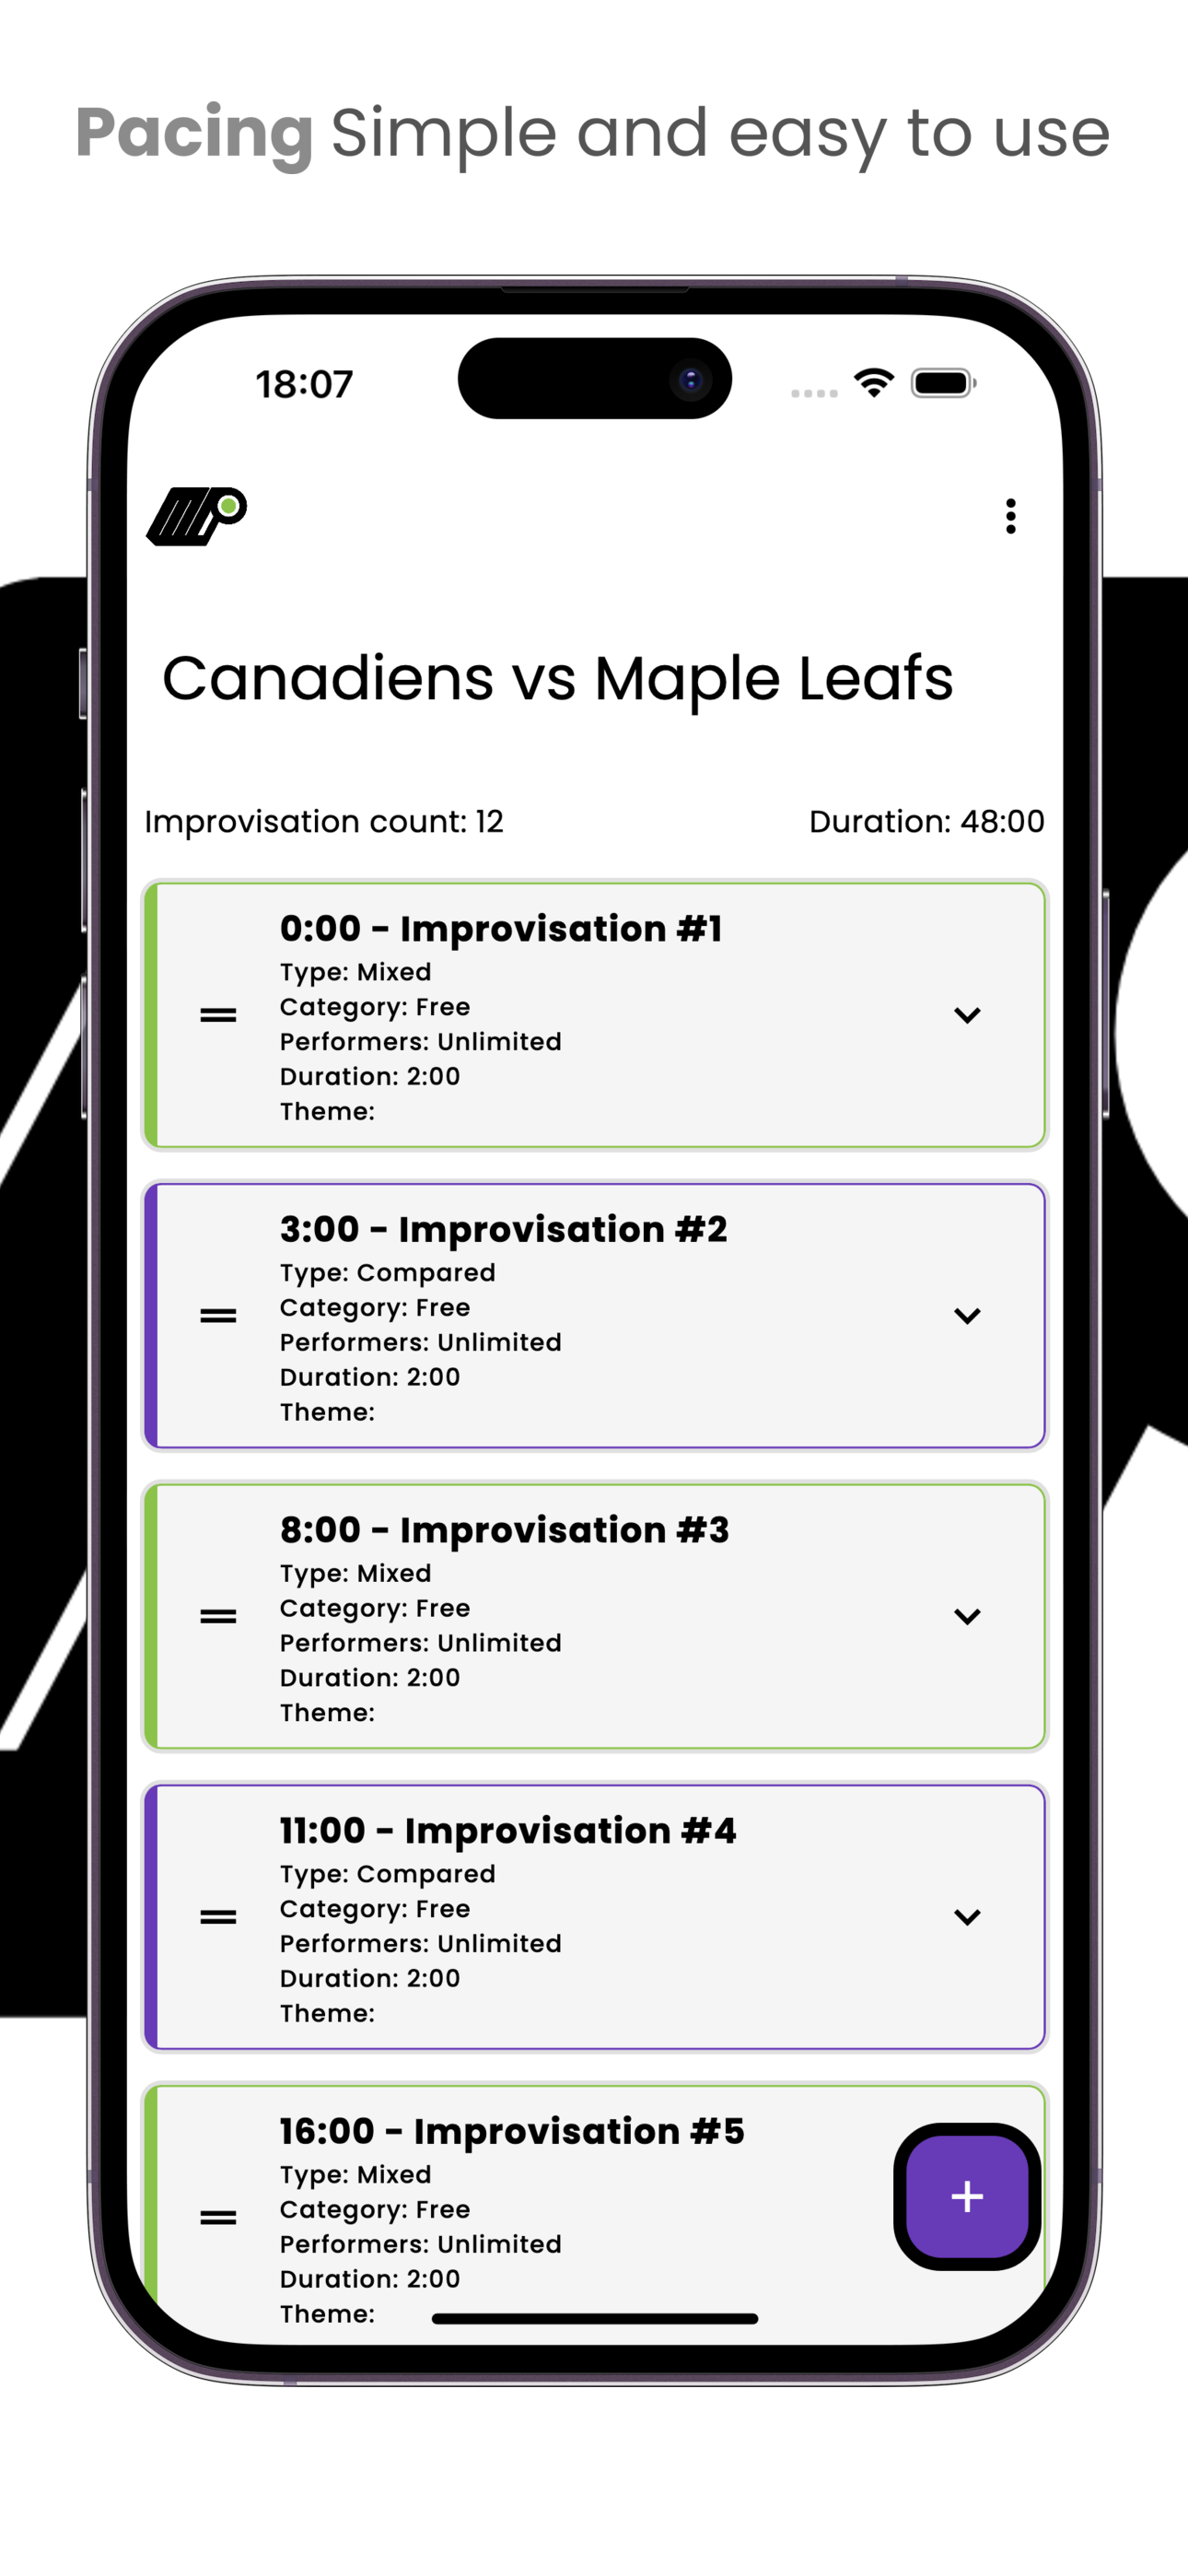 Pacing Simple and easy to use
18:07
MP
Canadiens vs Maple Leafs
Improvisation count: 12 Duration: 48:00
0:00 - Improvisation #1
Type: Mixed
Category: Free
Performers: Unlimited
Duration: 2:00
Theme:
3:00 - Improvisation #2
Type: Compared
Category: Free
Performers: Unlimited
Duration: 2:00
Theme:
8:00 - Improvisation #3
Type: Mixed
Category: Free
Performers: Unlimited
Duration: 2:00
Theme:
11:00 - Improvisation #4
Type: Compared
Category: Free
Performers: Unlimited
Duration: 2:00
Theme:
16:00 - Improvisation #5
Type: Mixed
Category: Free
Performers: Unlimited
Duration: 2:00
Theme: